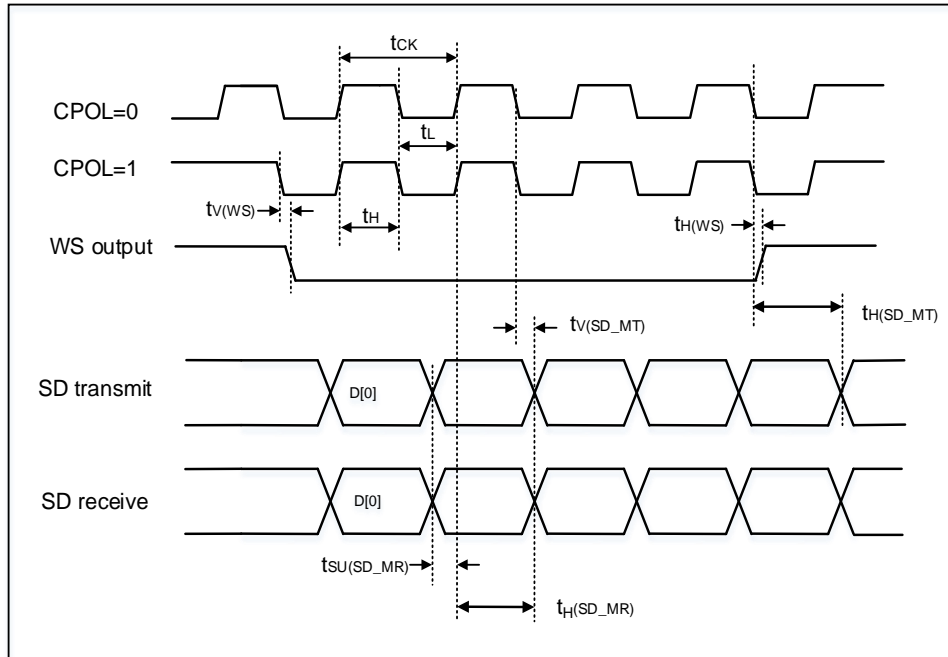 tCK
CPOL=0
tL
CPOL=1
tV(WS)
tH
tH(WS)
WS output
tV(SD_MT)
tH(SD_MT)
SD transmit
D[0]
SD receive
D[0]
tSU(SD_MR)
tH(SD_MR)